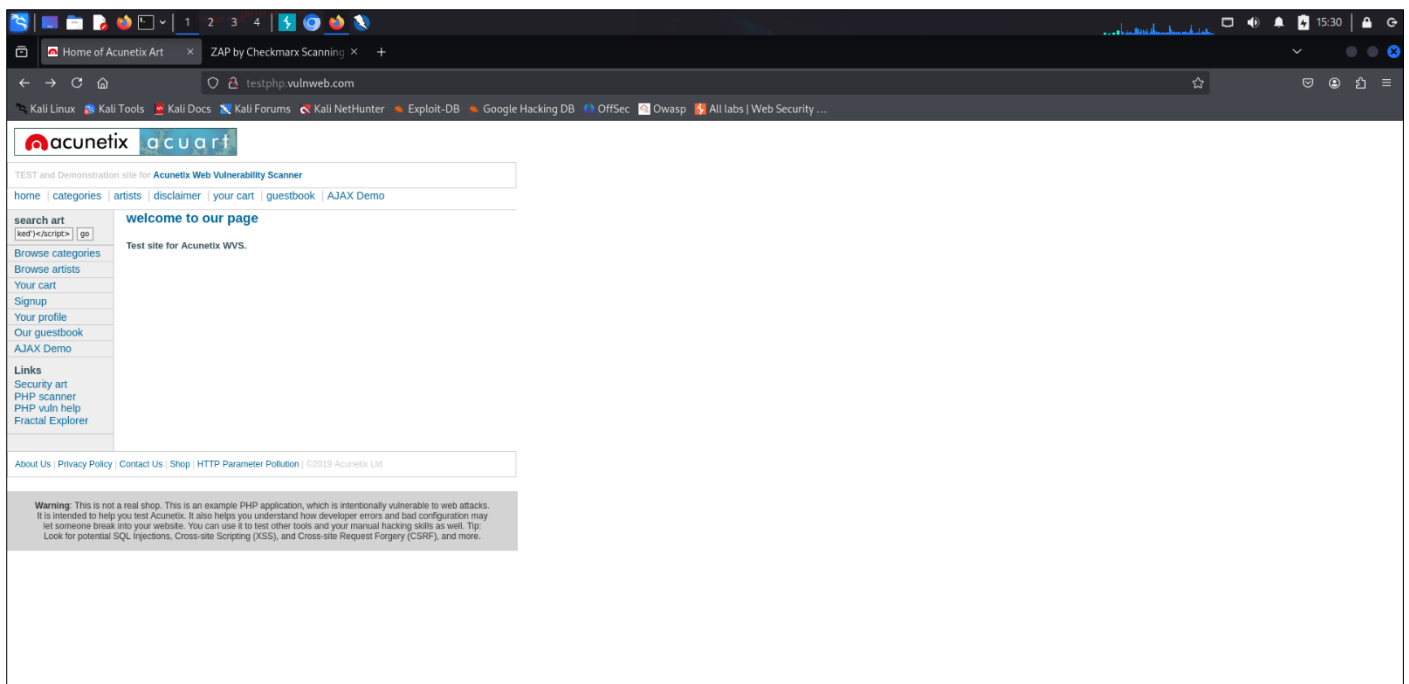 1 2 3 4 15:30
Home of Acunetix Art × ZAP by Checkmarx Scanning × +
testphp.vulnweb.com
Kali Linux Kali Tools Kali Docs Kali Forums Kali NetHunter Exploit-DB Google Hacking DB OffSec Owasp All labs | Web Security ...
acunetix acuart
TEST and Demonstration site for Acunetix Web Vulnerability Scanner
home | categories | artists | disclaimer | your cart | guestbook | AJAX Demo
search art
ked')</script> go
Browse categories
Browse artists
Your cart
Signup
Your profile
Our guestbook
AJAX Demo
Links
Security art
PHP scanner
PHP vuln help
Fractal Explorer
welcome to our page
Test site for Acunetix WVS.
About Us | Privacy Policy | Contact Us | Shop | HTTP Parameter Pollution | ©2019 Acunetix Ltd
Warning: This is not a real shop. This is an example PHP application, which is intentionally vulnerable to web attacks.
It is intended to help you test Acunetix. It also helps you understand how developer errors and bad configuration may
let someone break into your website. You can use it to test other tools and your manual hacking skills as well. Tip:
Look for potential SQL Injections, Cross-site Scripting (XSS), and Cross-site Request Forgery (CSRF), and more.